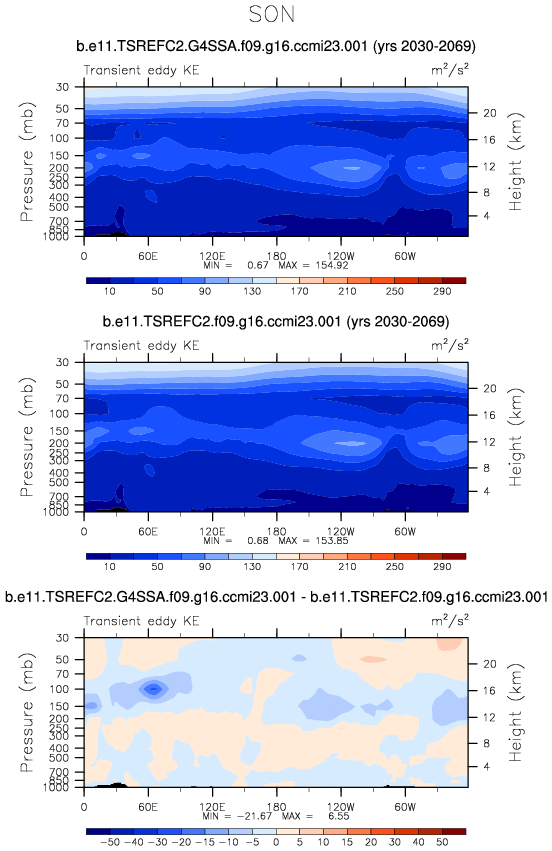 SON
b.e11.TSREFC2.G4SSA.f09.g16.ccmi23.001 (yrs 2030-2069)
Transient eddy KE m²/s²
Pressure (mb)
30
50
70
100
150
200
250
300
400
500
700
850
1000
Height (km)
20
16
12
8
4
0 60E 120E 180 120W 60W
MIN = 0.67 MAX = 154.92
10 50 90 130 170 210 250 290
b.e11.TSREFC2.f09.g16.ccmi23.001 (yrs 2030-2069)
Transient eddy KE m²/s²
Pressure (mb)
30
50
70
100
150
200
250
300
400
500
700
850
1000
Height (km)
20
16
12
8
4
0 60E 120E 180 120W 60W
MIN = 0.68 MAX = 153.85
10 50 90 130 170 210 250 290
b.e11.TSREFC2.G4SSA.f09.g16.ccmi23.001 - b.e11.TSREFC2.f09.g16.ccmi23.001
Transient eddy KE m²/s²
Pressure (mb)
30
50
70
100
150
200
250
300
400
500
700
850
1000
Height (km)
20
16
12
8
4
0 60E 120E 180 120W 60W
MIN = -21.67 MAX = 6.55
-50 -40 -30 -20 -15 -10 -5 0 5 10 15 20 30 40 50